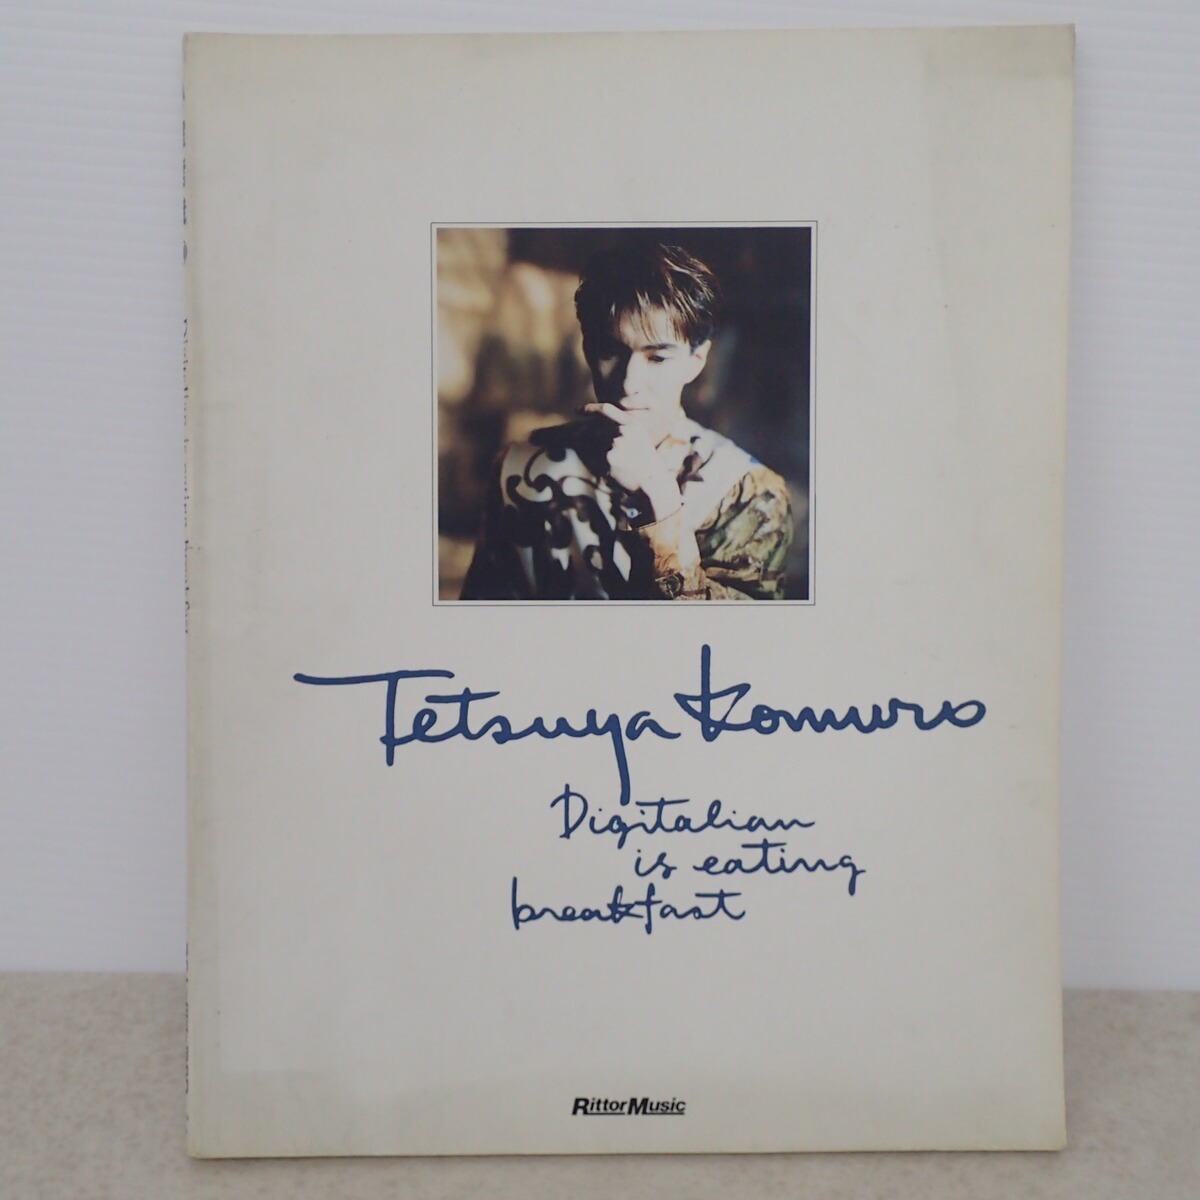 Tetsuya Komuro
Digitalian
is eating
breakfast
RittorMusic